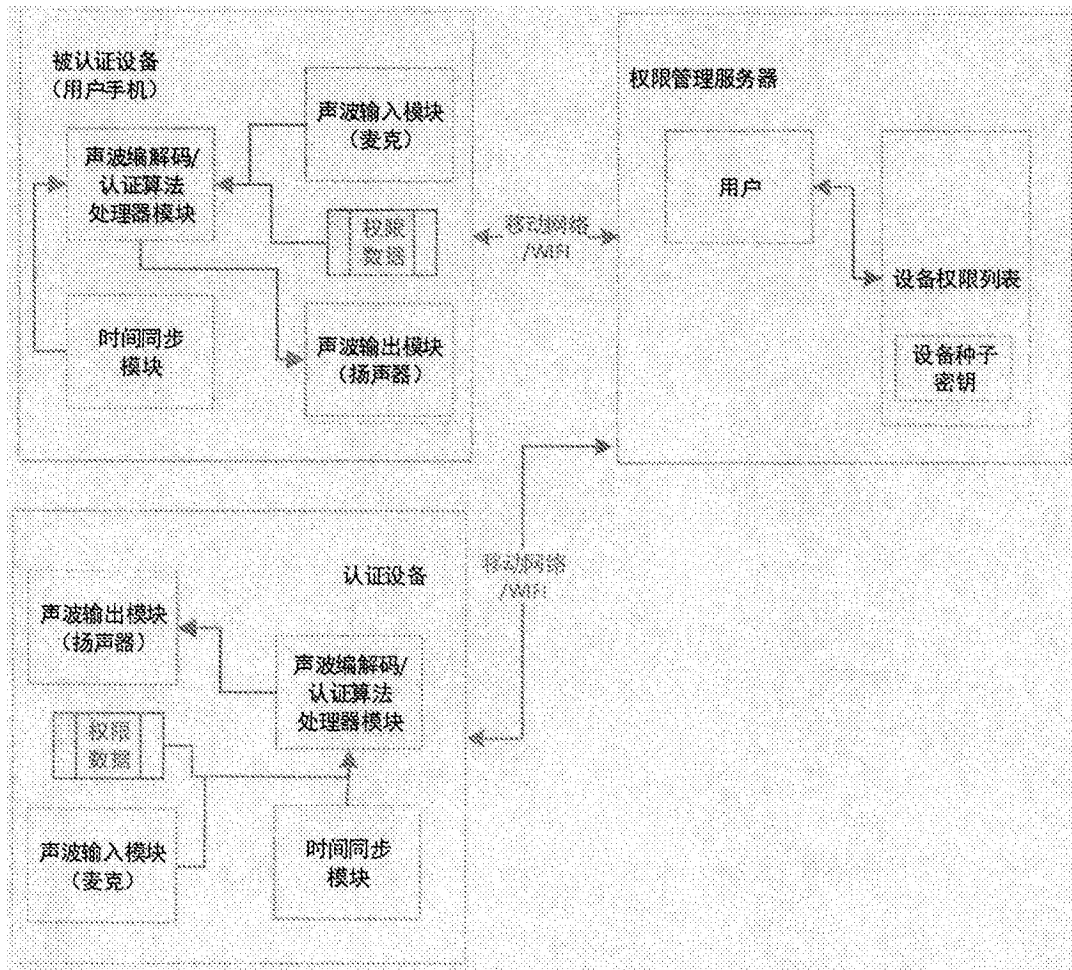 被认证设备
（用户手机）
声波输入模块
（麦克）
声波编解码/
认证算法
处理器模块
权限
数据
时间同步
模块
声波输出模块
（扬声器）
移动网络
/WIFI
权限管理服务器
用户
设备权限列表
设备种子
密钥
认证设备
移动网络
/WIFI
声波输出模块
（扬声器）
声波编解码/
认证算法
处理器模块
权限
数据
声波输入模块
（麦克）
时间同步
模块